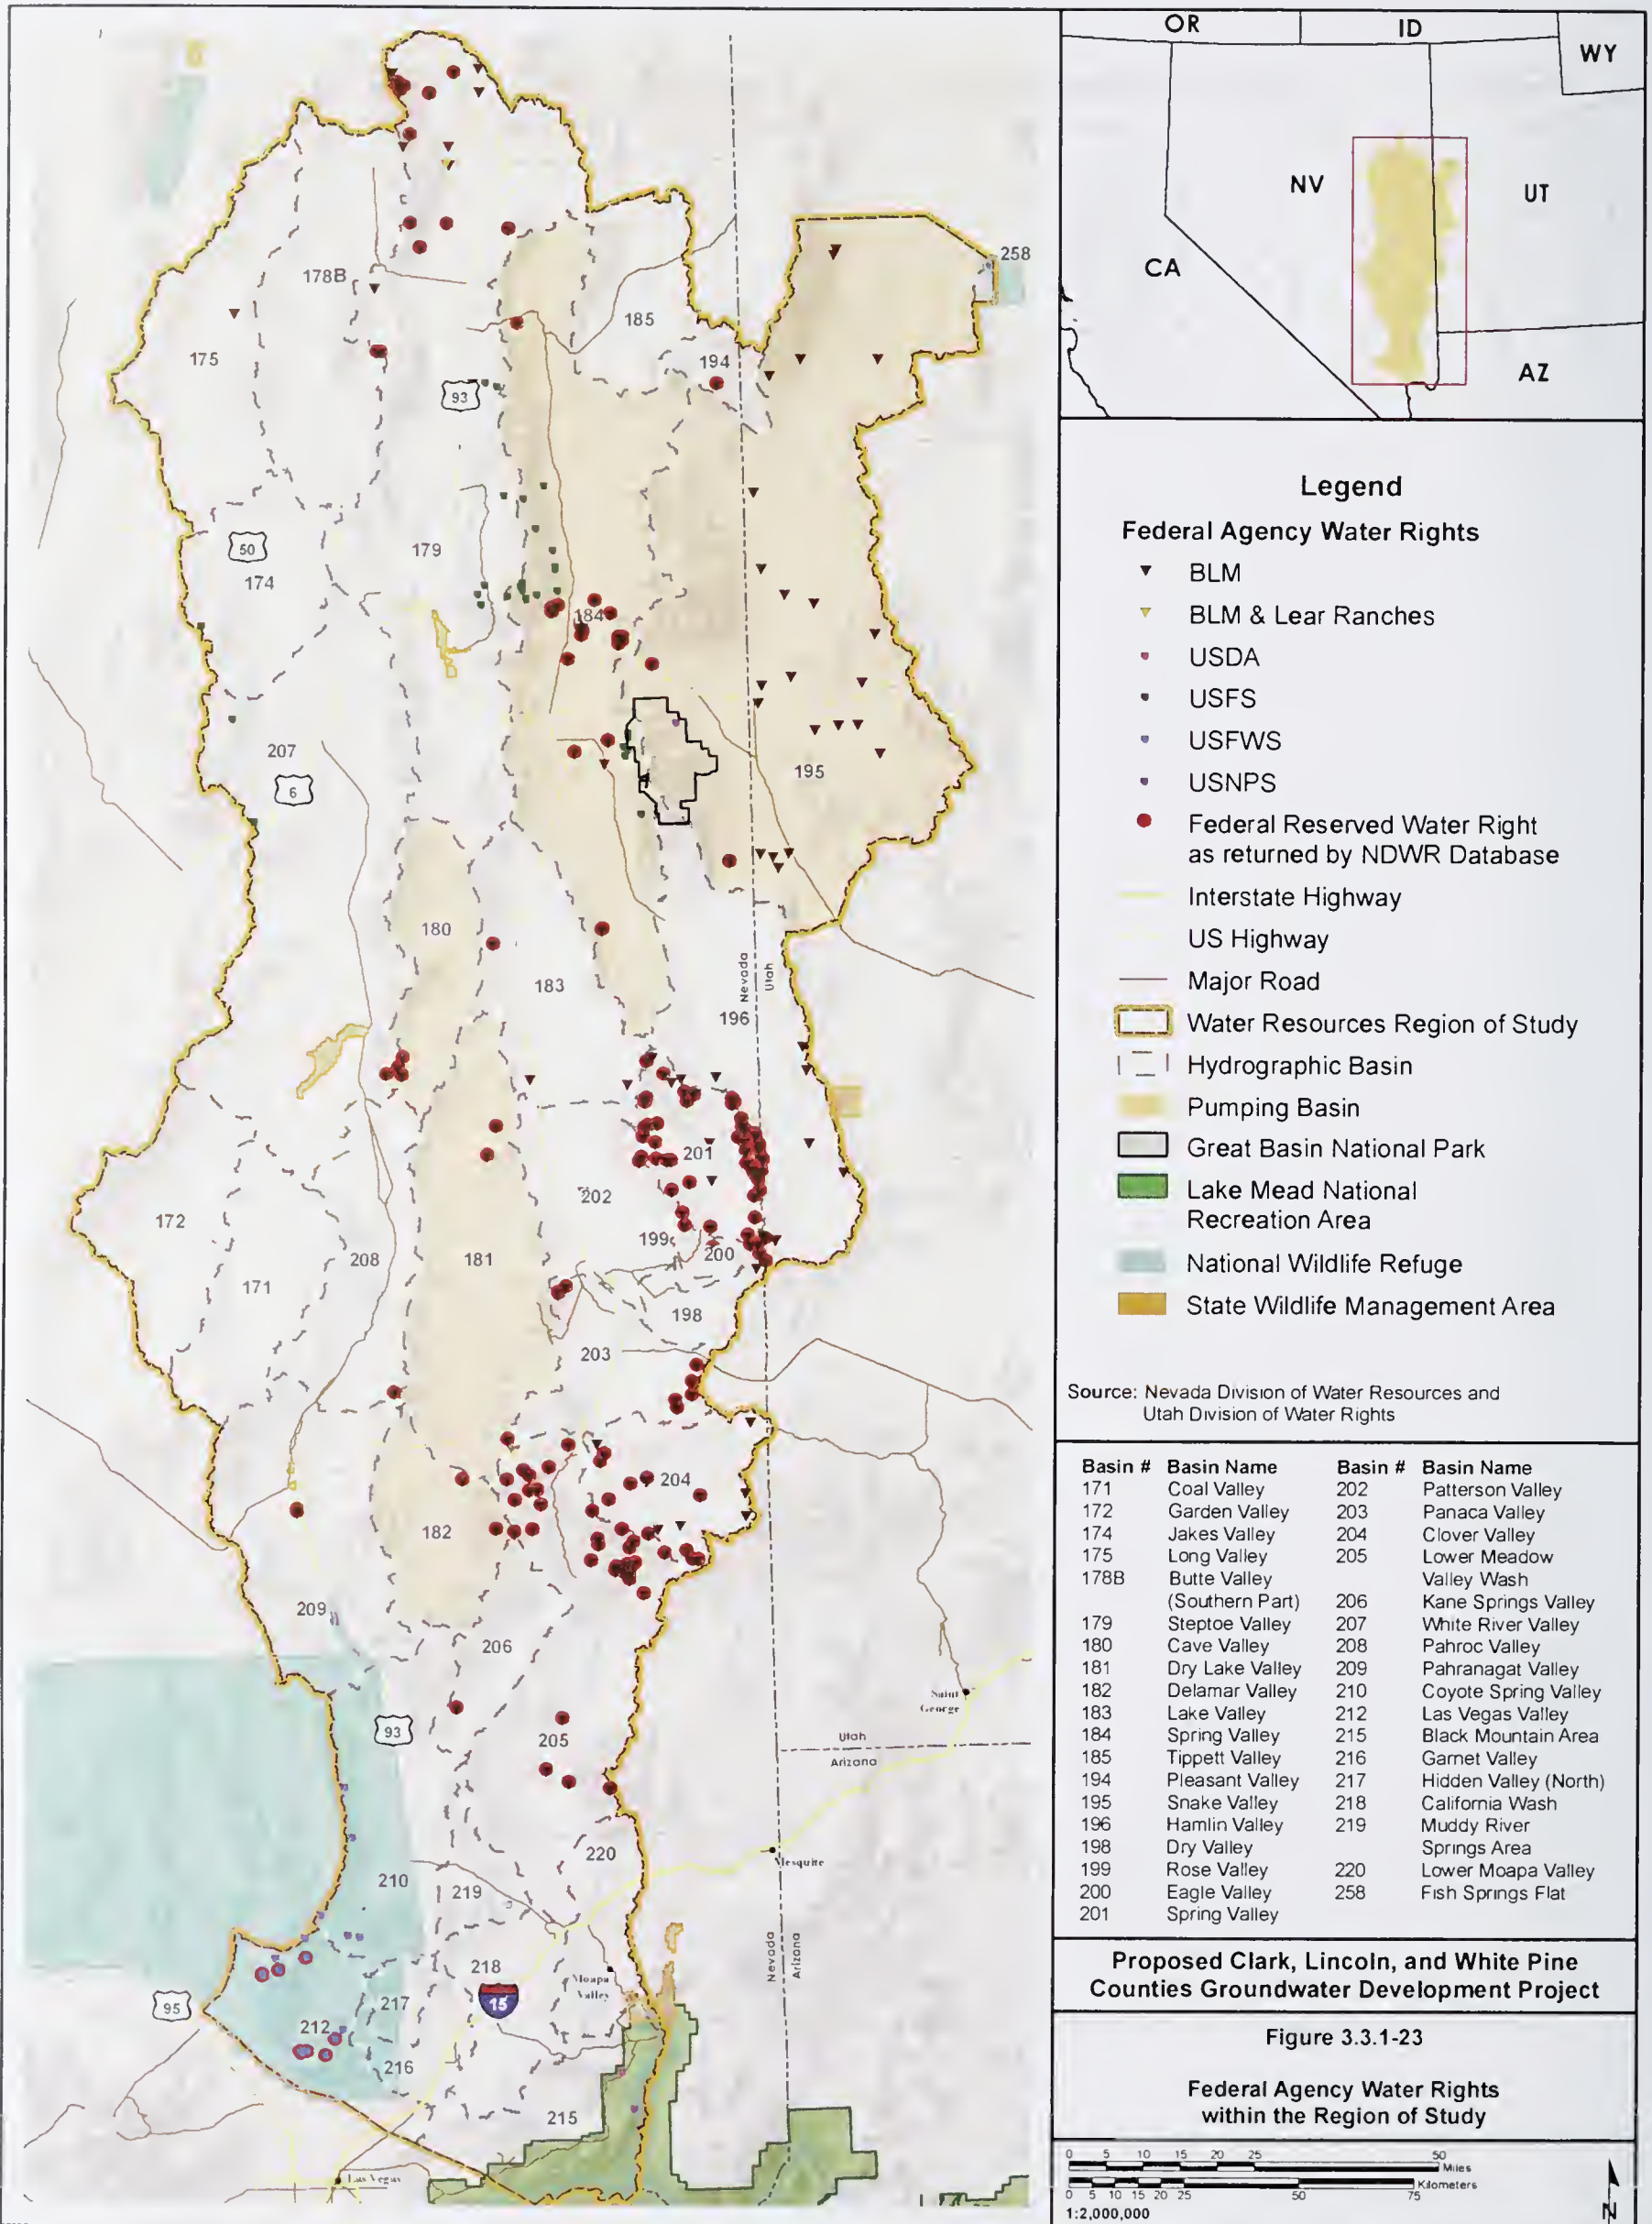 OR
ID
WY
NV
UT
CA
AZ
258
178B
185
175
194
93
50
179
174
184
207
6
195
180
183
Nevada
Utah
196
201
202
172
199
200
208
181
171
198
203
204
182
209
206
Saint
George
93
205
Utah
Arizona
220
Mesquite
210
219
Nevada
Arizona
218
Moapa
Valley
15
217
95
212
216
215
Las Vegas
Legend
Federal Agency Water Rights
BLM
BLM & Lear Ranches
USDA
USFS
USFWS
USNPS
Federal Reserved Water Right
as returned by NDWR Database
Interstate Highway
US Highway
Major Road
Water Resources Region of Study
Hydrographic Basin
Pumping Basin
Great Basin National Park
Lake Mead National
Recreation Area
National Wildlife Refuge
State Wildlife Management Area
Source: Nevada Division of Water Resources and
Utah Division of Water Rights
Basin # Basin Name Basin # Basin Name
171 Coal Valley 202 Patterson Valley
172 Garden Valley 203 Panaca Valley
174 Jakes Valley 204 Clover Valley
175 Long Valley 205 Lower Meadow
178B Butte Valley Valley Wash
(Southern Part) 206 Kane Springs Valley
179 Steptoe Valley 207 White River Valley
180 Cave Valley 208 Pahroc Valley
181 Dry Lake Valley 209 Pahranagat Valley
182 Delamar Valley 210 Coyote Spring Valley
183 Lake Valley 212 Las Vegas Valley
184 Spring Valley 215 Black Mountain Area
185 Tippett Valley 216 Garnet Valley
194 Pleasant Valley 217 Hidden Valley (North)
195 Snake Valley 218 California Wash
196 Hamlin Valley 219 Muddy River
198 Dry Valley Springs Area
199 Rose Valley 220 Lower Moapa Valley
200 Eagle Valley 258 Fish Springs Flat
201 Spring Valley
Proposed Clark, Lincoln, and White Pine
Counties Groundwater Development Project
Figure 3.3.1-23
Federal Agency Water Rights
within the Region of Study
0 5 10 15 20 25 50
Miles
Kilometers
0 5 10 15 20 25 50 75
1:2,000,000
N